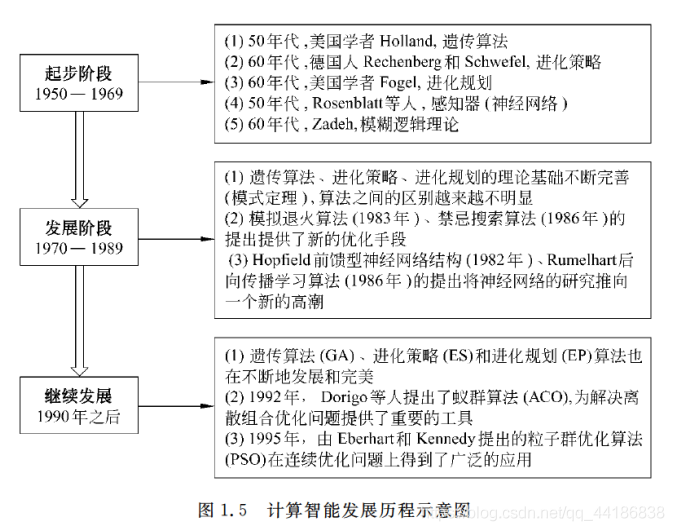 起步阶段
1950—1969
(1) 50年代,美国学者 Holland, 遗传算法
(2) 60年代,德国人 Rechenberg和 Schwefel, 进化策略
(3) 60年代,美国学者 Fogel, 进化规划
(4) 50年代, Rosenblatt等人, 感知器(神经网络)
(5) 60年代, Zadeh,模糊逻辑理论
发展阶段
1970—1989
(1) 遗传算法、进化策略、进化规划的理论基础不断完善
(模式定理), 算法之间的区别越来越不明显
(2) 模拟退火算法(1983年)、禁忌搜索算法(1986年)的
提出提供了新的优化手段
(3) Hopfield前馈型神经网络结构(1982年)、Rumelhart后
向传播学习算法(1986年)的提出将神经网络的研究推向
一个新的高潮
继续发展
1990年之后
(1) 遗传算法(GA)、进化策略(ES)和进化规划(EP)算法也
在不断地发展和完美
(2) 1992年, Dorigo等人提出了蚁群算法(ACO),为解决离
散组合优化问题提供了重要的工具
(3) 1995年, 由 Eberhart和 Kennedy提出的粒子群优化算法
(PSO)在连续优化问题上得到了广泛的应用
图 1.5 计算智能发展历程示意图
https://blog.csdn.net/qq_44186838